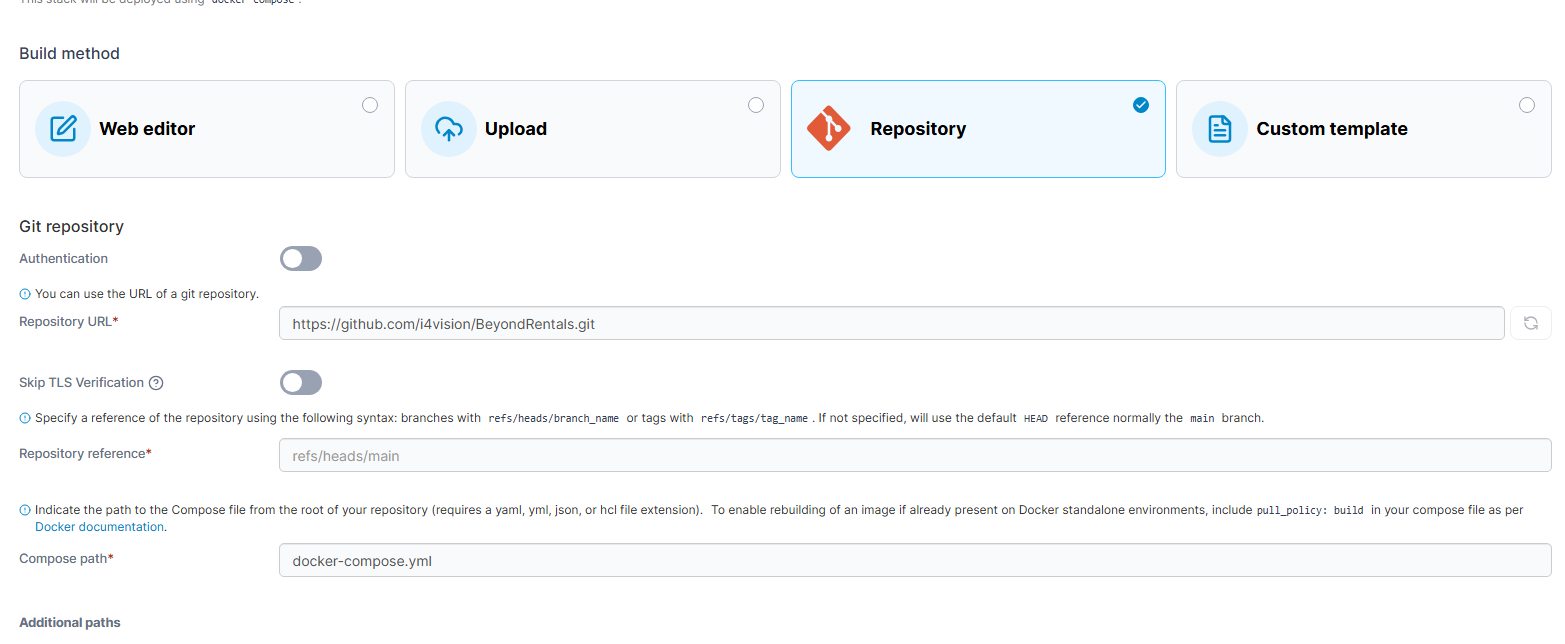 This stack will be deployed using docker compose.
Build method
Web editor
Upload
Repository
Custom template
Git repository
Authentication
You can use the URL of a git repository.
Repository URL*
https://github.com/i4vision/BeyondRentals.git
Skip TLS Verification
Specify a reference of the repository using the following syntax: branches with refs/heads/branch_name or tags with refs/tags/tag_name . If not specified, will use the default HEAD reference normally the main branch.
Repository reference*
refs/heads/main
Indicate the path to the Compose file from the root of your repository (requires a yaml, yml, json, or hcl file extension). To enable rebuilding of an image if already present on Docker standalone environments, include pull_policy: build in your compose file as per
Docker documentation.
Compose path*
docker-compose.yml
Additional paths